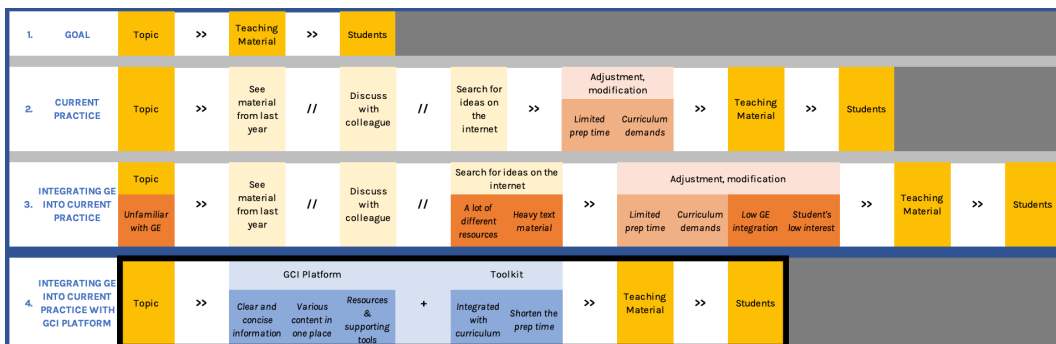 1. GOAL
Topic >> Teaching Material >> Students
2. CURRENT PRACTICE
Topic >> See material from last year // Discuss with colleague // Search for ideas on the internet >> Adjustment, modification
Limited prep time Curriculum demands
>> Teaching Material >> Students
3. INTEGRATING GE INTO CURRENT PRACTICE
Topic
Unfamiliar with GE
See material from last year // Discuss with colleague // Search for ideas on the internet
A lot of different resources Heavy text material
>> Adjustment, modification
Limited prep time Curriculum demands Low GE integration Student's low interest
>> Teaching Material >> Students
4. INTEGRATING GE INTO CURRENT PRACTICE WITH GCI PLATFORM
Topic >> GCI Platform
Clear and concise information Various content in one place Resources & supporting tools
+ Toolkit
Integrated with curriculum Shorten the prep time
>> Teaching Material >> Students